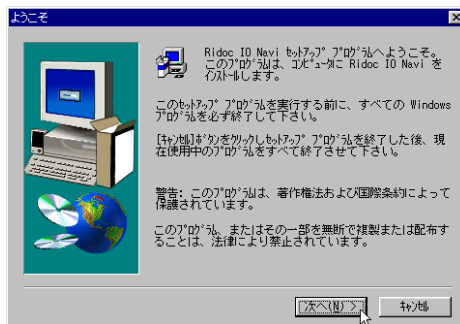 ようこそ
Ridoc IO Navi ｾｯﾄｱｯﾌﾟ ﾌﾟﾛｸﾞﾗﾑへようこそ。
このﾌﾟﾛｸﾞﾗﾑは、ｺﾝﾋﾟｭｰﾀに Ridoc IO Navi を
ｲﾝｽﾄｰﾙします。
このｾｯﾄｱｯﾌﾟ ﾌﾟﾛｸﾞﾗﾑを実行する前に、すべての Windows
ﾌﾟﾛｸﾞﾗﾑを必ず終了して下さい。
[ｷｬﾝｾﾙ]ﾎﾞﾀﾝをｸﾘｯｸしｾｯﾄｱｯﾌﾟ ﾌﾟﾛｸﾞﾗﾑを終了した後、現
在使用中のﾌﾟﾛｸﾞﾗﾑをすべて終了させて下さい。
警告: このﾌﾟﾛｸﾞﾗﾑは、著作権法および国際条約によって
保護されています。
このﾌﾟﾛｸﾞﾗﾑ、またはその一部を無断で複製または配布す
ることは、法律により禁止されています。
次へ(N) >
ｷｬﾝｾﾙ